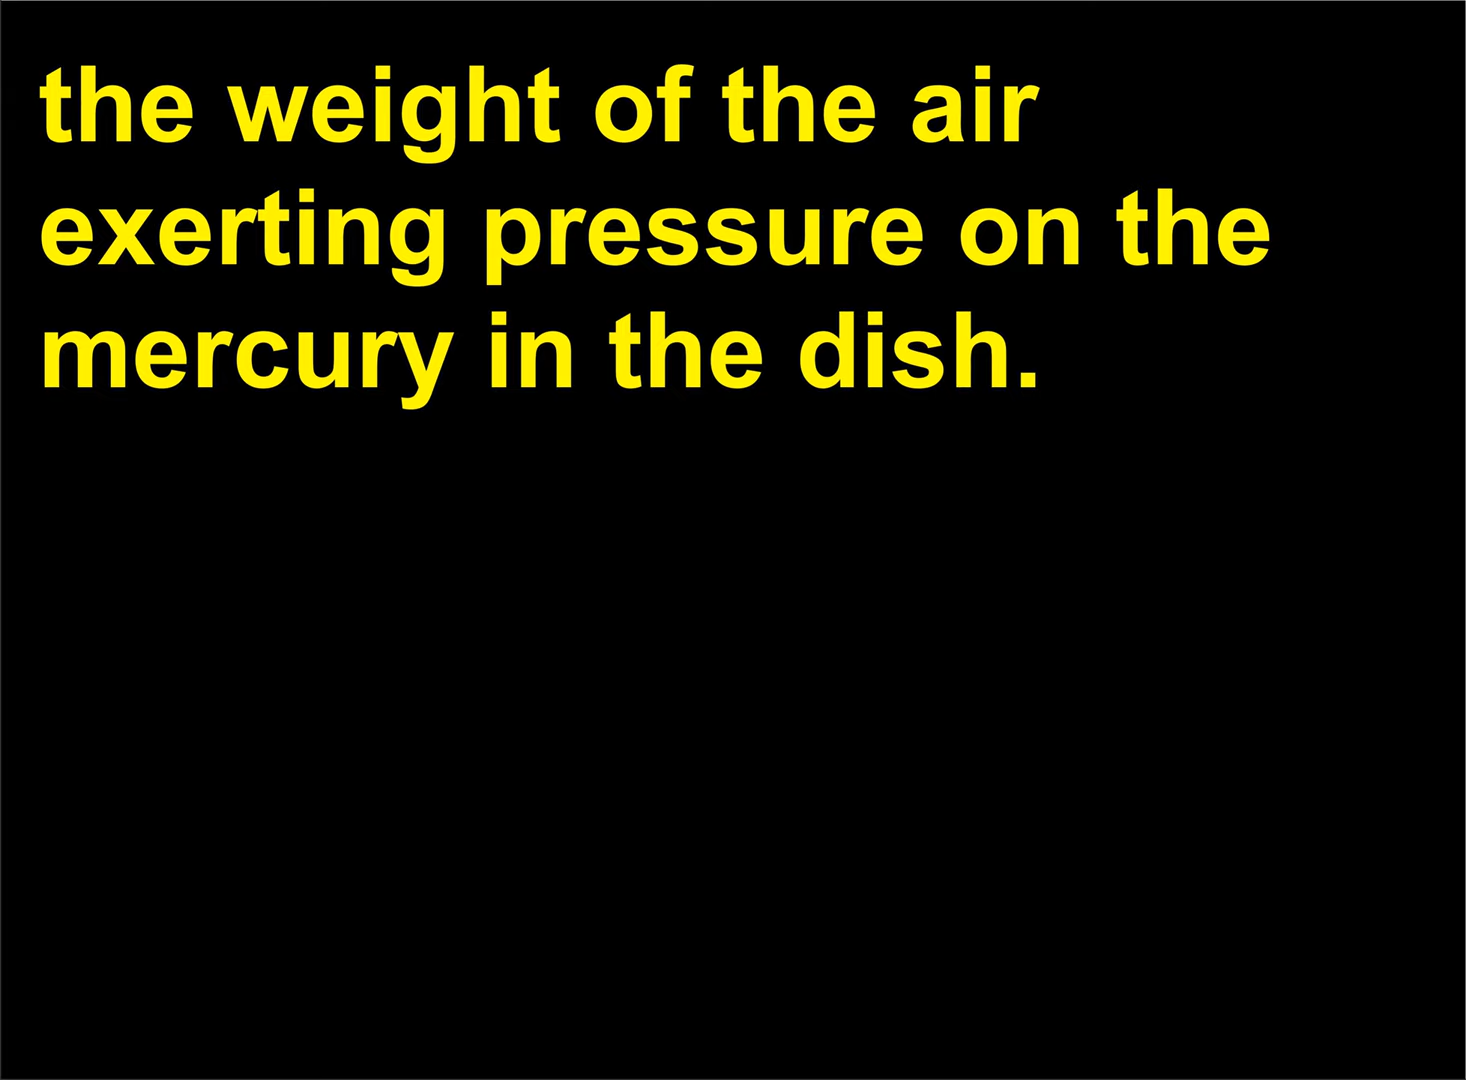 the weight of the air
exerting pressure on the
mercury in the dish.